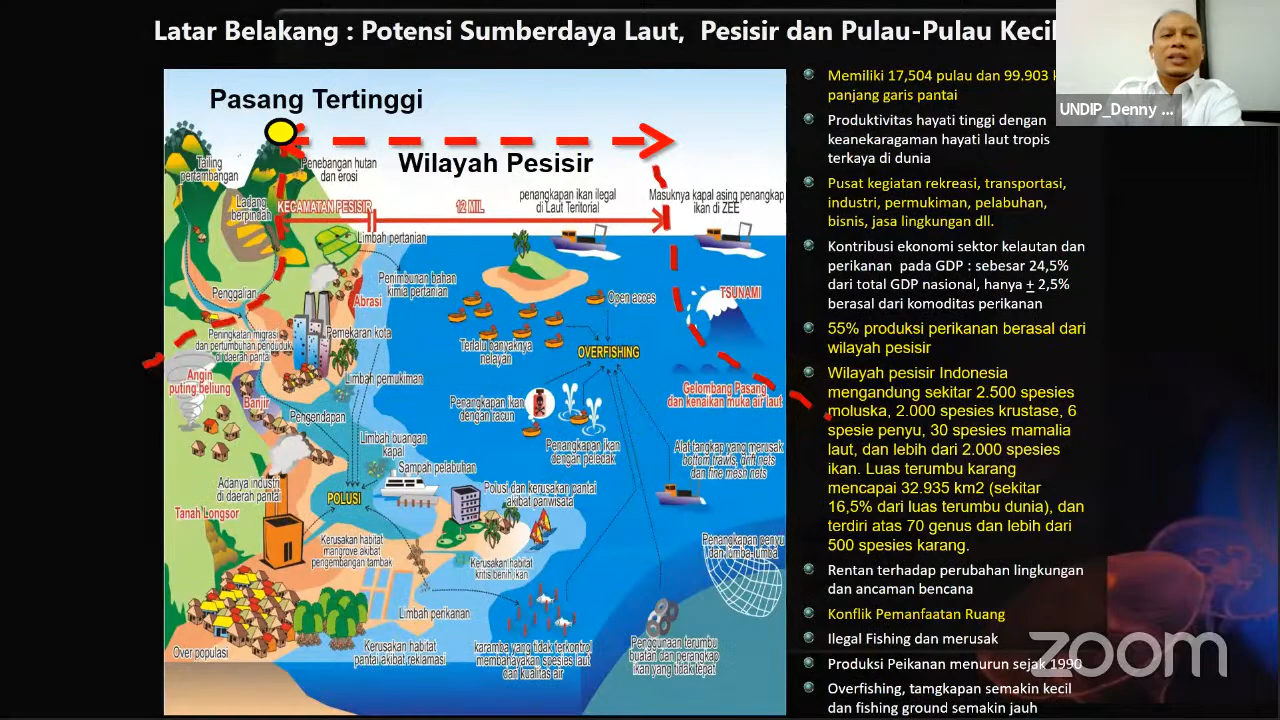 Latar Belakang : Potensi Sumberdaya Laut, Pesisir dan Pulau-Pulau Kecil
UNDIP_Denny ...
Pasang Tertinggi
Wilayah Pesisir
Tailing
pertambangan
Penebangan hutan
dan erosi
Ladang
berpindah
KECAMATAN PESISIR
12 MIL
penangkapan ikan ilegal
di Laut Teritorial
Masuknya kapal asing penangkap
ikan di ZEE
Limbah pertanian
Penimbunan bahan
kimia pertanian
Penggalian
Abrasi
Open acces
TSUNAMI
Peningkatan migrasi
dan pertumbuhan penduduk
di daerah pantai
Pemekaran kota
Terlalu banyaknya
nelayan
OVERFISHING
Angin
puting beliung
Limbah pemukiman
Gelombang Pasang
dan kenaikan muka air laut
Banjir
Pengendapan
Penangkapan Ikan
dengan racun
Limbah buangan
kapal
Penangkapan Ikan
dengan peledak
Alat tangkap yang merusak
bottom trawls, drift nets
dan fine mesh nets
Adanya industri
di daerah pantai
Sampah pelabuhan
POLUSI
Polusi dan kerusakan pantai
akibat pariwisata
Tanah Longsor
Kerusakan habitat
mangrove akibat
pengembangan tambak
Kerusakan habitat
kritis benih ikan
Penangkapan penyu
dan lumba-lumba
Limbah perikanan
Over populasi
Kerusakan habitat
pantai akibat reklamasi
karamba yang tidak terkontrol
membahayakan spesies laut
dan kualitas air
Penggunaan terumbu
buatan dan perangkap
ikan yang tidak tepat
Memiliki 17,504 pulau dan 99.903
panjang garis pantai
Produktivitas hayati tinggi dengan
keanekaragaman hayati laut tropis
terkaya di dunia
Pusat kegiatan rekreasi, transportasi,
industri, permukiman, pelabuhan,
bisnis, jasa lingkungan dll.
Kontribusi ekonomi sektor kelautan dan
perikanan pada GDP : sebesar 24,5%
dari total GDP nasional, hanya + 2,5%
berasal dari komoditas perikanan
55% produksi perikanan berasal dari
wilayah pesisir
Wilayah pesisir Indonesia
mengandung sekitar 2.500 spesies
moluska, 2.000 spesies krustase, 6
spesie penyu, 30 spesies mamalia
laut, dan lebih dari 2.000 spesies
ikan. Luas terumbu karang
mencapai 32.935 km2 (sekitar
16,5% dari luas terumbu dunia), dan
terdiri atas 70 genus dan lebih dari
500 spesies karang.
Rentan terhadap perubahan lingkungan
dan ancaman bencana
Konflik Pemanfaatan Ruang
Ilegal Fishing dan merusak
Produksi Peikanan menurun sejak 1990
Overfishing, tamgkapan semakin kecil
dan fishing ground semakin jauh
zoom